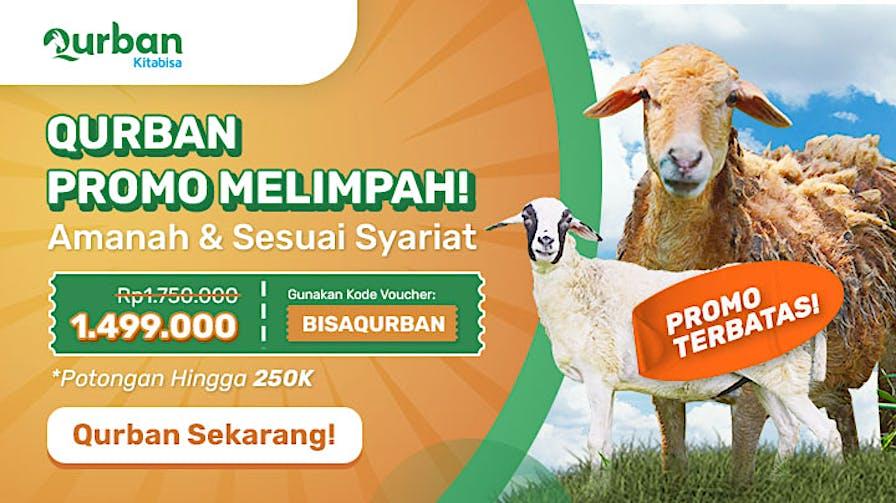 Qurban
Kitabisa
QURBAN
PROMO MELIMPAH!
Amanah & Sesuai Syariat
Rp1.750.000
1.499.000
Gunakan Kode Voucher:
BISAQURBAN
*Potongan Hingga 250K
Qurban Sekarang!
PROMO
TERBATAS!